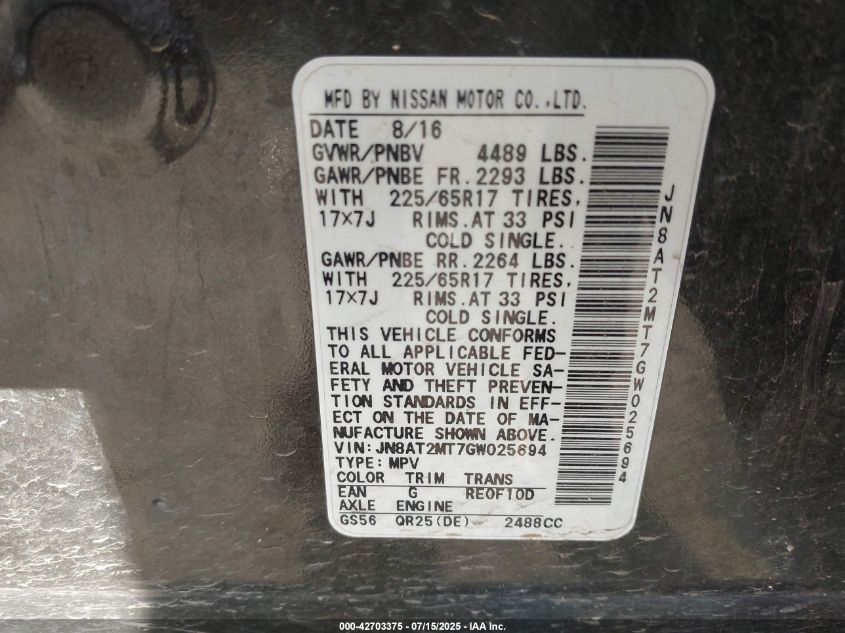 MFD BY NISSAN MOTOR CO.,LTD.
DATE 8/16
GVWR/PNBV 4489 LBS.
GAWR/PNBE FR.2293 LBS.
WITH 225/65R17 TIRES,
17×7J RIMS.AT 33 PSI
COLD SINGLE.
GAWR/PNBE RR.2264 LBS.
WITH 225/65R17 TIRES,
17×7J RIMS.AT 33 PSI
COLD SINGLE.
THIS VEHICLE CONFORMS
TO ALL APPLICABLE FED-
ERAL MOTOR VEHICLE SA-
FETY AND THEFT PREVEN-
TION STANDARDS IN EFF-
ECT ON THE DATE OF MA-
NUFACTURE SHOWN ABOVE.
VIN:JN8AT2MT7GW025694
TYPE:MPV
COLOR TRIM TRANS
EAN G RE0F10D
AXLE ENGINE
GS56 QR25(DE) 2488CC
JN8AT2MT7GW025694
000-42703375 - 07/15/2025 - IAA Inc.